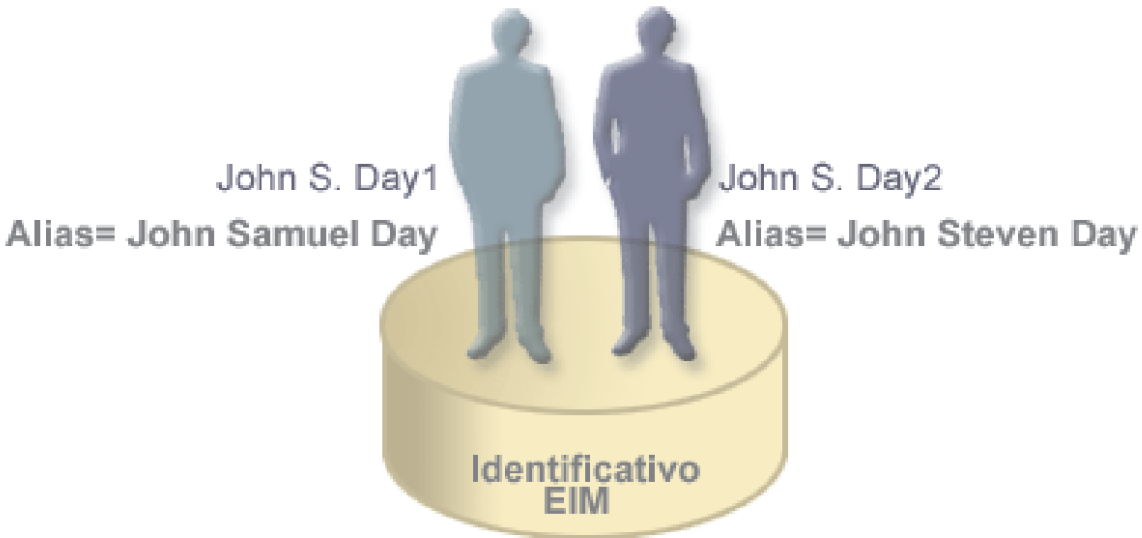 John S. Day1
Alias= John Samuel Day
John S. Day2
Alias= John Steven Day
Identificativo
EIM